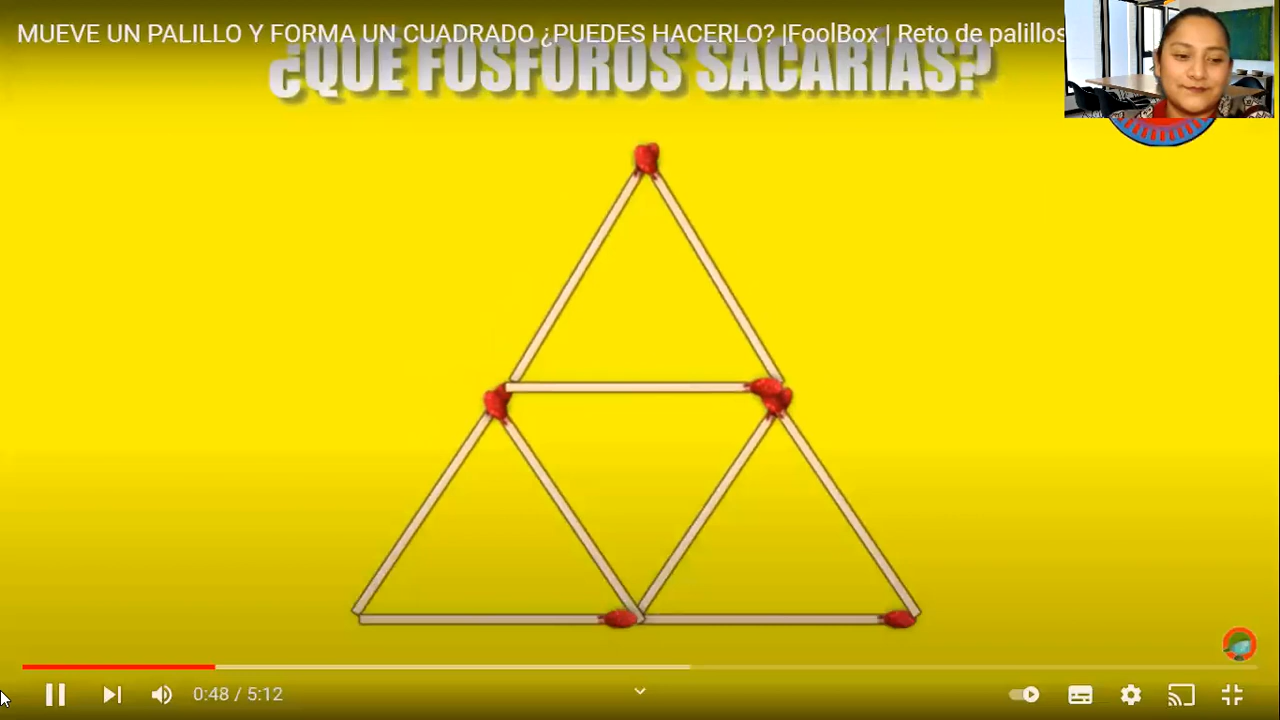 MUEVE UN PALILLO Y FORMA UN CUADRADO ¿PUEDES HACERLO? |FoolBox | Reto de palillos
¿QUE FOSFOROS SACARIAS?
0:48 / 5:12